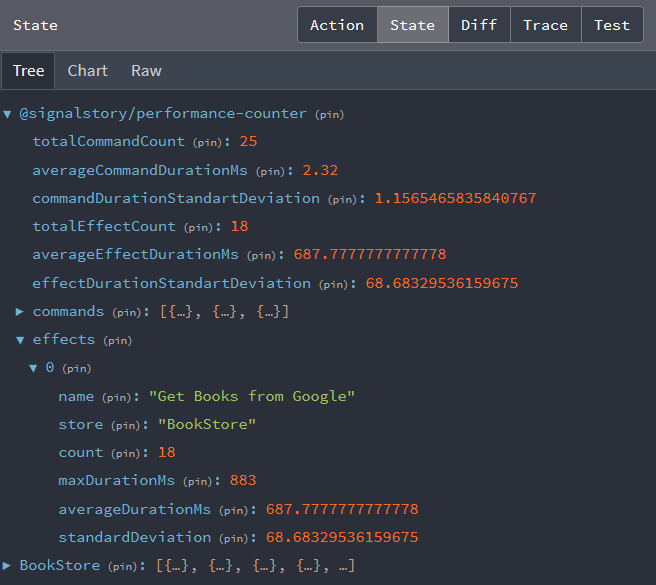 State Action State Diff Trace Test
Tree Chart Raw
▼ @signalstory/performance-counter (pin)
totalCommandCount (pin): 25
averageCommandDurationMs (pin): 2.32
commandDurationStandartDeviation (pin): 1.1565465835840767
totalEffectCount (pin): 18
averageEffectDurationMs (pin): 687.7777777777778
effectDurationStandartDeviation (pin): 68.68329536159675
▶ commands (pin): [{…}, {…}, {…}]
▼ effects (pin)
▼ 0 (pin)
name (pin): "Get Books from Google"
store (pin): "BookStore"
count (pin): 18
maxDurationMs (pin): 883
averageDurationMs (pin): 687.7777777777778
standardDeviation (pin): 68.68329536159675
▶ BookStore (pin): [{…}, {…}, {…}, {…}, …]